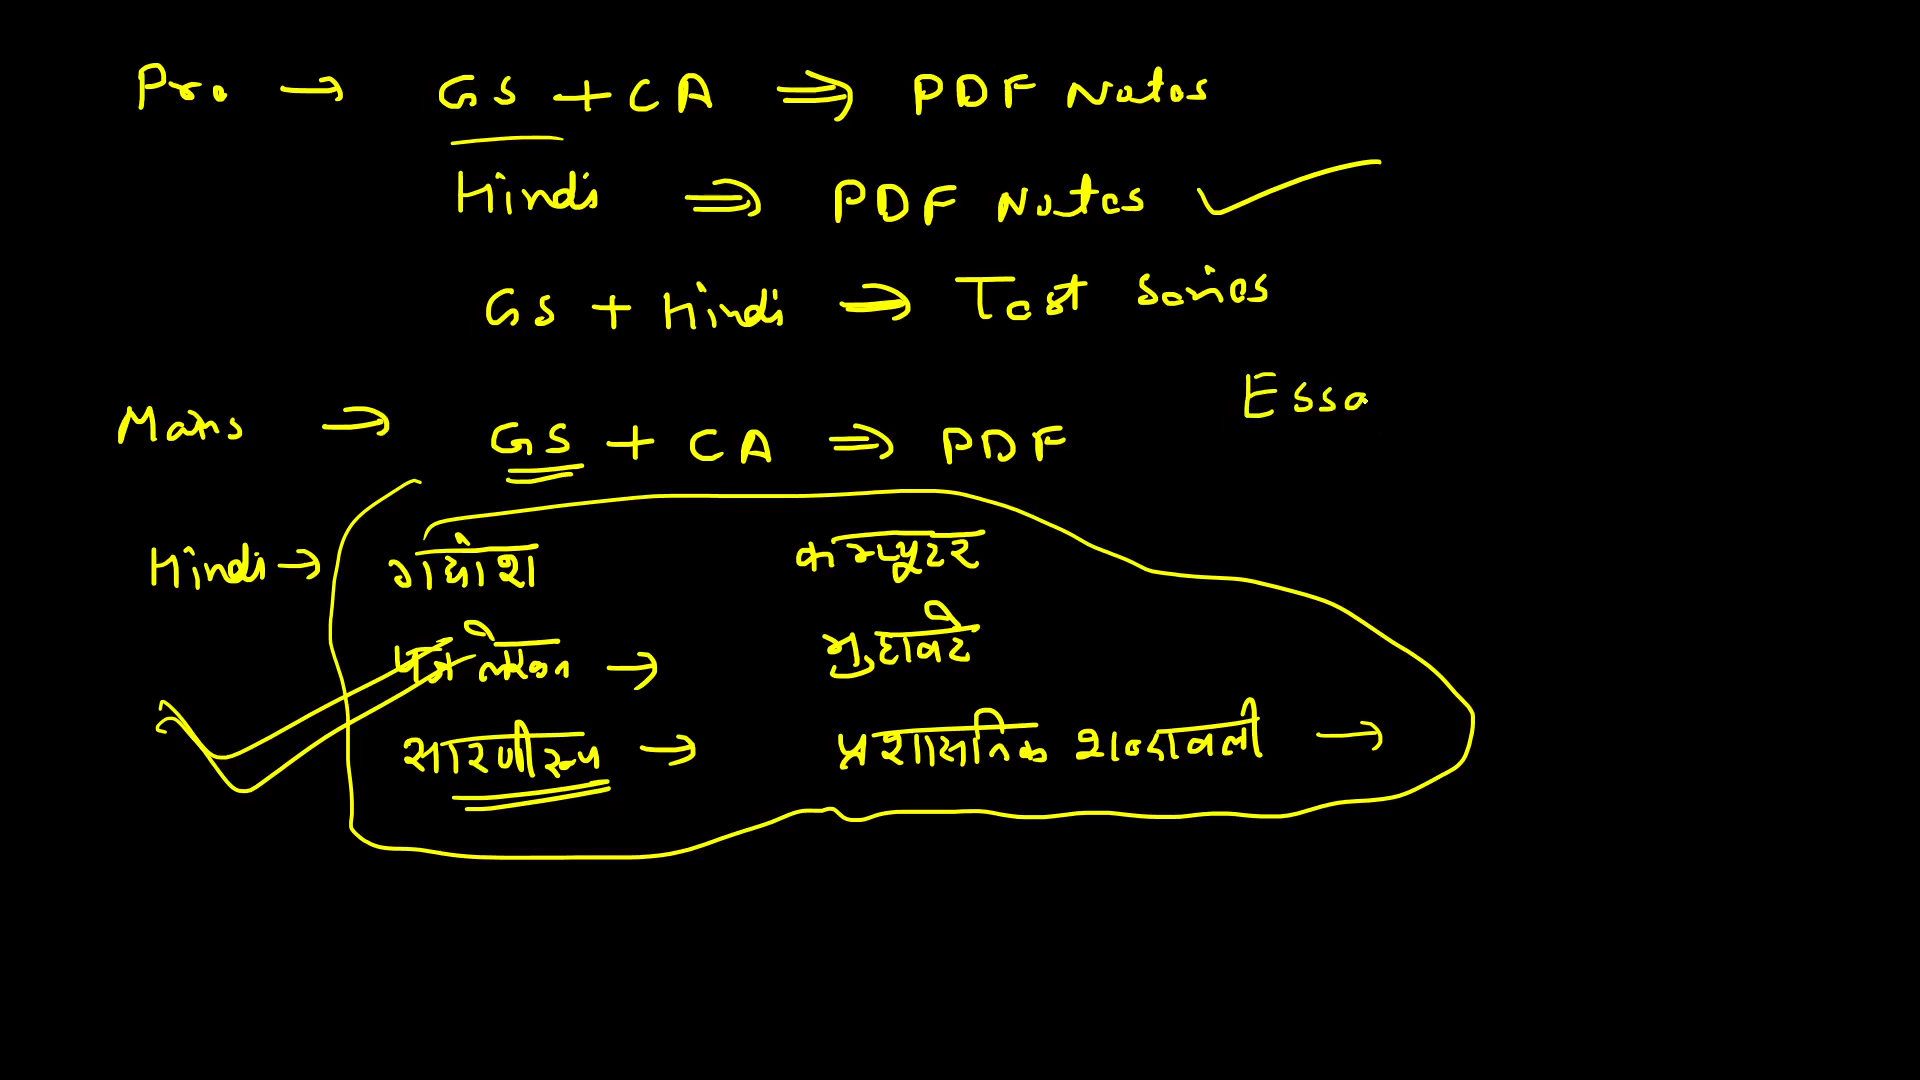 Pre → GS + CA ⇒ PDF Notes
Hindi ⇒ PDF Notes ✓
GS + Hindi → Test Series
Essa
Mains ⇒ GS + CA ⇒ PDF
Hindi → गद्यांश कम्प्यूटर
पत्र लेखन → मुहावरे
सारणीरूप → प्रशासनिक शब्दावली →